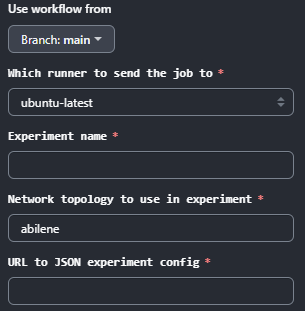 Use workflow from
Branch: main
Which runner to send the job to *
ubuntu-latest
Experiment name *
Network topology to use in experiment *
abilene
URL to JSON experiment config *